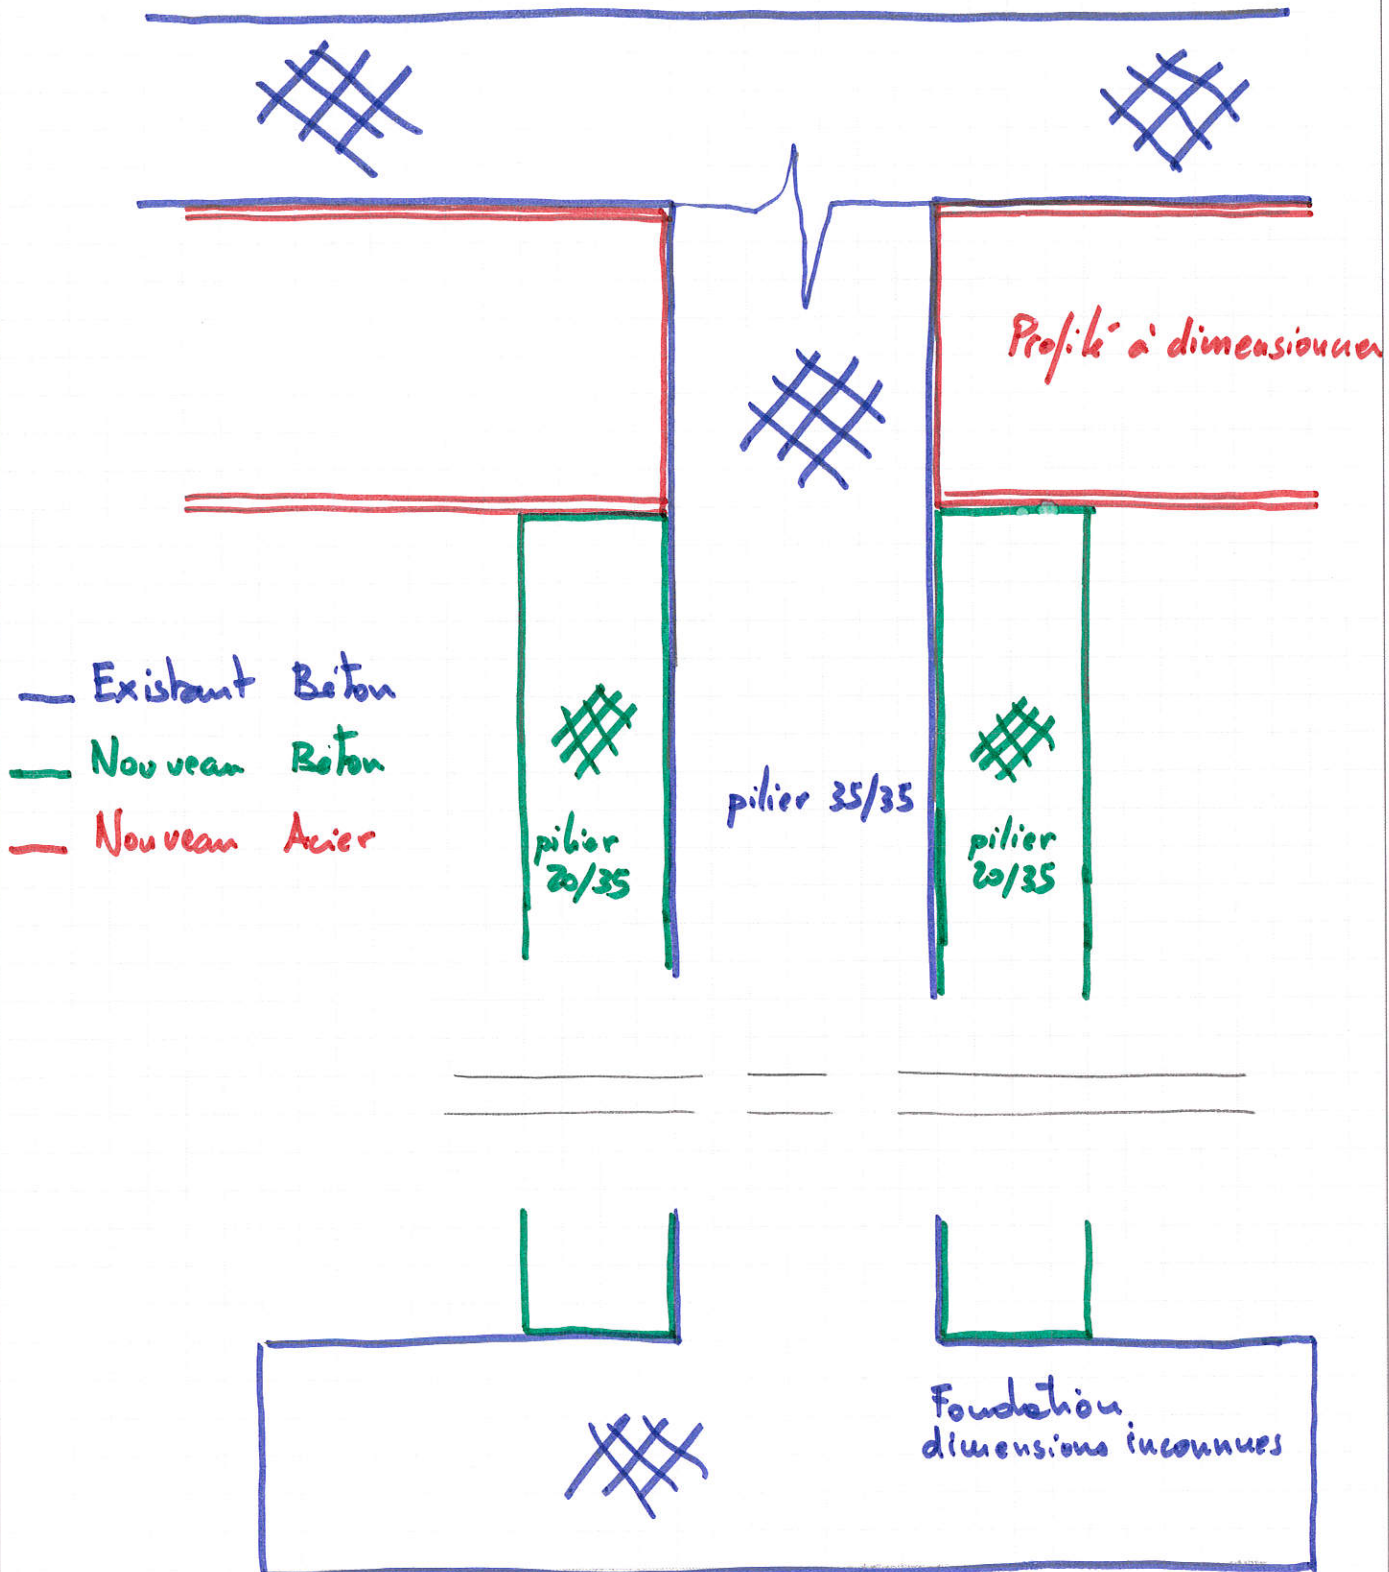 Profilé à dimensionner
Existant Béton
Nouveau Béton
Nouveau Acier
pilier 35/35
pilier
20/35
pilier
20/35
Fondation
dimensions inconnues